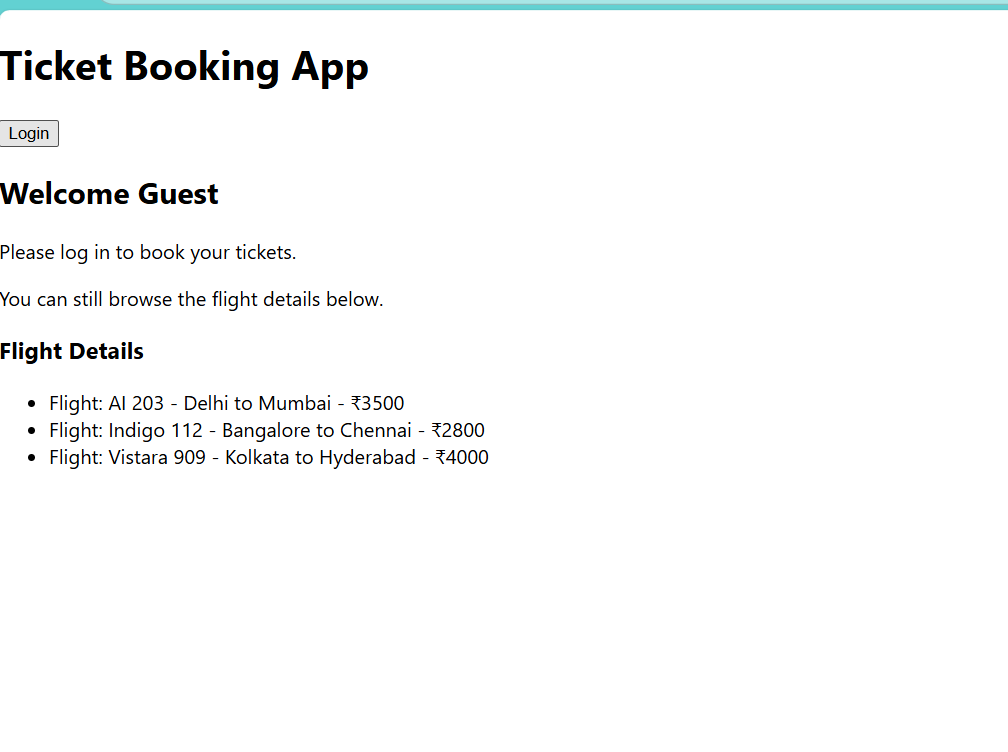 Ticket Booking App
Login
Welcome Guest
Please log in to book your tickets.
You can still browse the flight details below.
Flight Details
Flight: AI 203 - Delhi to Mumbai - ₹3500
Flight: Indigo 112 - Bangalore to Chennai - ₹2800
Flight: Vistara 909 - Kolkata to Hyderabad - ₹4000